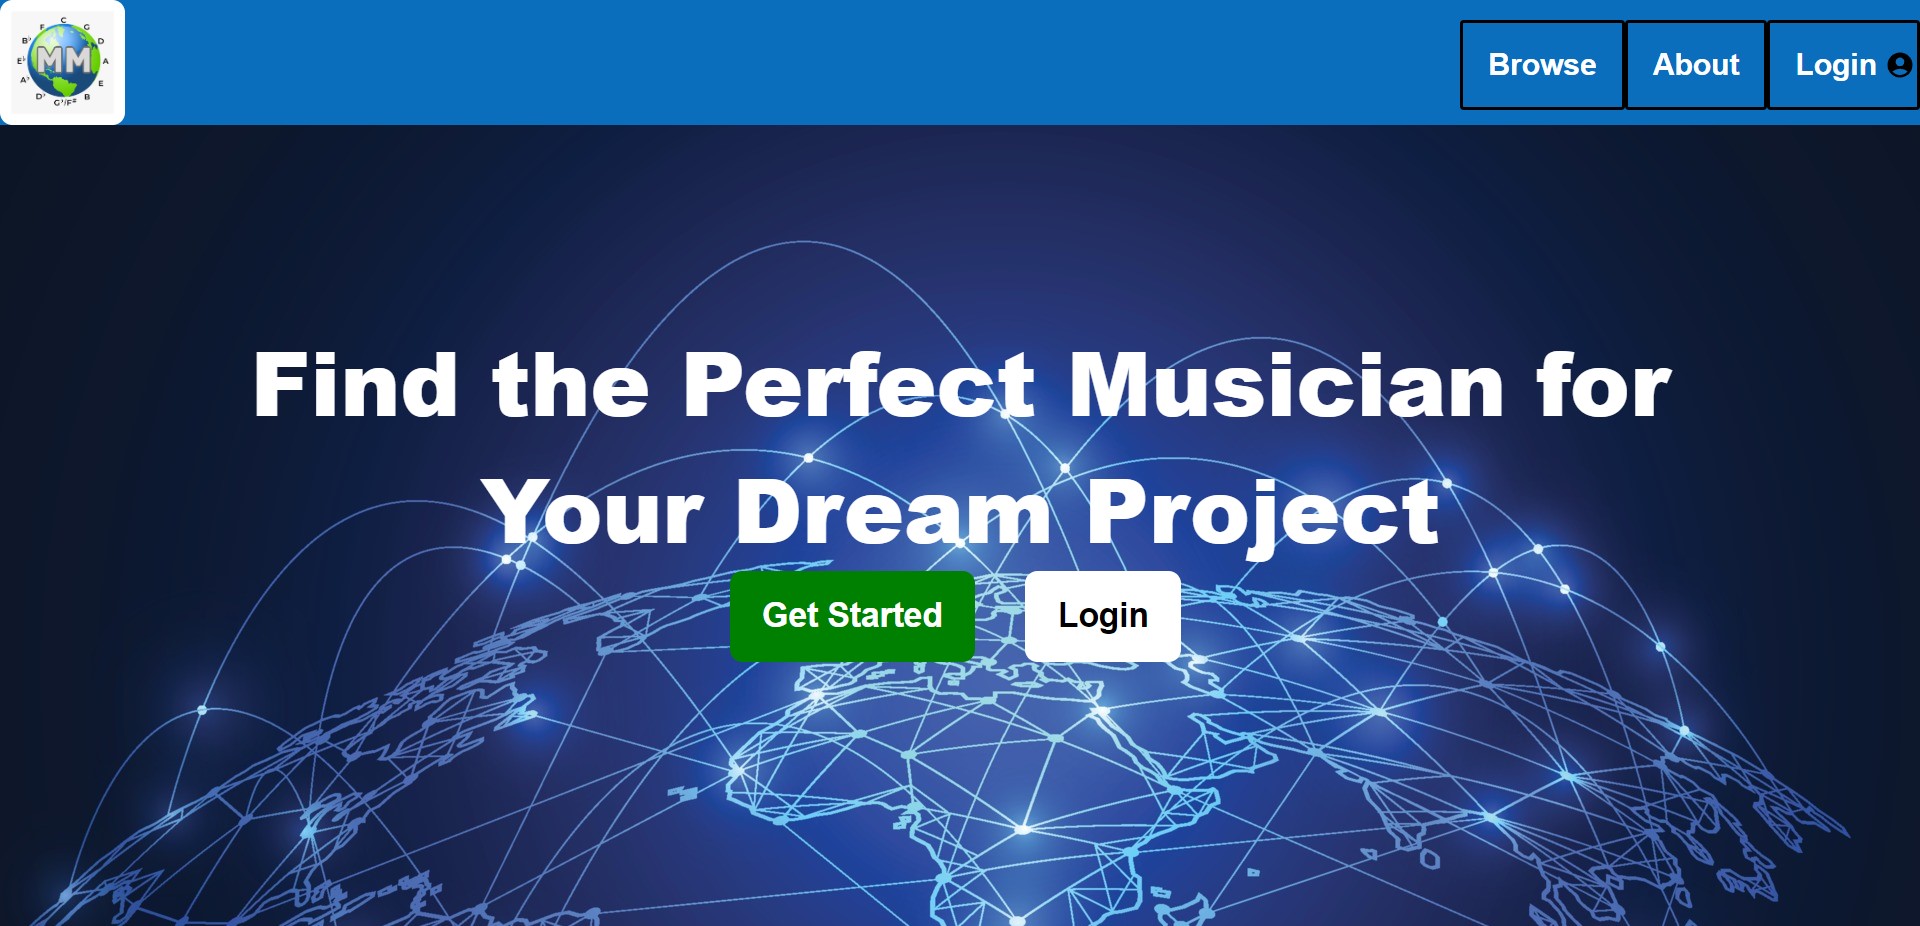 C
F G
B♭ D
E♭ MM A
A♭ E
D♭ B
G♭/F#
Browse About Login
Find the Perfect Musician for
Your Dream Project
Get Started Login